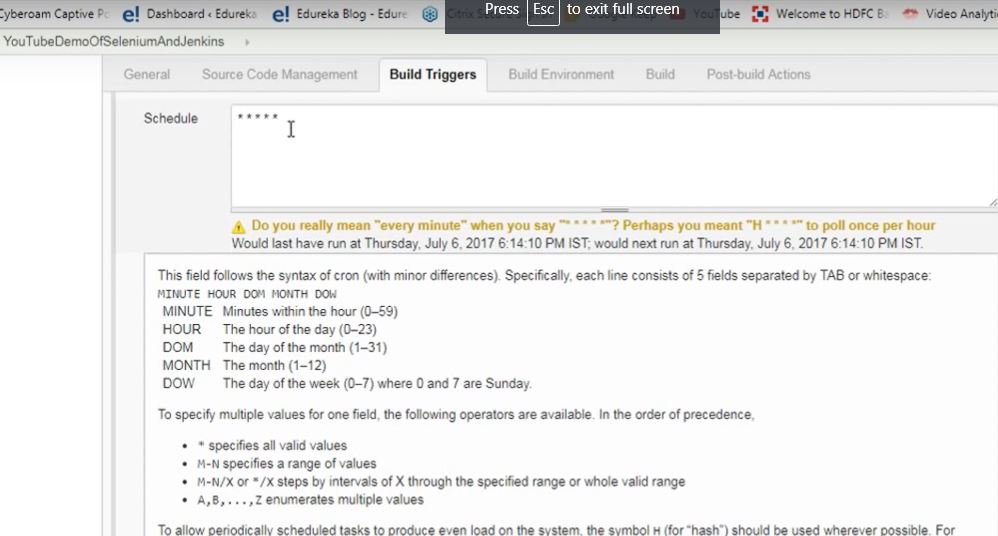 Press Esc to exit full screen
Cyberoam Captive Po Dashboard ‹ Edureka Edureka Blog - Edure YouTube Welcome to HDFC Ba Video Analyti
YouTubeDemoOfSeleniumAndJenkins
General Source Code Management Build Triggers Build Environment Build Post-build Actions
Schedule * * * * *
Do you really mean "every minute" when you say "* * * * *"? Perhaps you meant "H * * * *" to poll once per hour
Would last have run at Thursday, July 6, 2017 6:14:10 PM IST; would next run at Thursday, July 6, 2017 6:14:10 PM IST.
This field follows the syntax of cron (with minor differences). Specifically, each line consists of 5 fields separated by TAB or whitespace:
MINUTE HOUR DOM MONTH DOW
MINUTE Minutes within the hour (0–59)
HOUR The hour of the day (0–23)
DOM The day of the month (1–31)
MONTH The month (1–12)
DOW The day of the week (0–7) where 0 and 7 are Sunday.
To specify multiple values for one field, the following operators are available. In the order of precedence,
• * specifies all valid values
• M-N specifies a range of values
• M-N/X or */X steps by intervals of X through the specified range or whole valid range
• A,B,...,Z enumerates multiple values
To allow periodically scheduled tasks to produce even load on the system, the symbol H (for "hash") should be used wherever possible. For